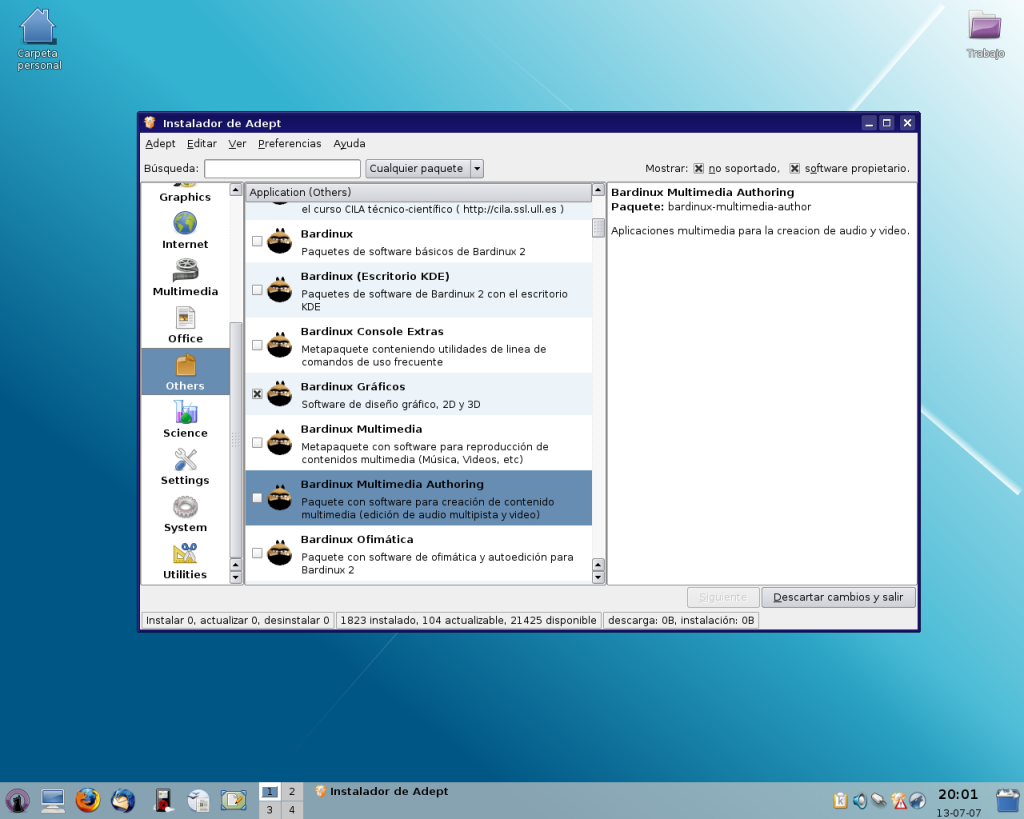 Carpeta
personal
Trabajo
Instalador de Adept
Adept Editar Ver Preferencias Ayuda
Búsqueda: Cualquier paquete Mostrar: no soportado, software propietario.
Graphics
Internet
Multimedia
Office
Others
Science
Settings
System
Utilities
Application (Others)
el curso CILA técnico-científico ( http://cila.ssl.ull.es )
Bardinux
Paquetes de software básicos de Bardinux 2
Bardinux (Escritorio KDE)
Paquetes de software de Bardinux 2 con el escritorio
KDE
Bardinux Console Extras
Metapaquete conteniendo utilidades de linea de
comandos de uso frecuente
Bardinux Gráficos
Software de diseño gráfico, 2D y 3D
Bardinux Multimedia
Metapaquete con software para reproducción de
contenidos multimedia (Música, Videos, etc)
Bardinux Multimedia Authoring
Paquete con software para creación de contenido
multimedia (edición de audio multipista y video)
Bardinux Ofimática
Paquete con software de ofimática y autoedición para
Bardinux 2
Bardinux Multimedia Authoring
Paquete: bardinux-multimedia-author
Aplicaciones multimedia para la creacion de audio y video.
Siguiente Descartar cambios y salir
Instalar 0, actualizar 0, desinstalar 0 1823 instalado, 104 actualizable, 21425 disponible descarga: 0B, instalación: 0B
1 2
3 4
Instalador de Adept
20:01
13-07-07